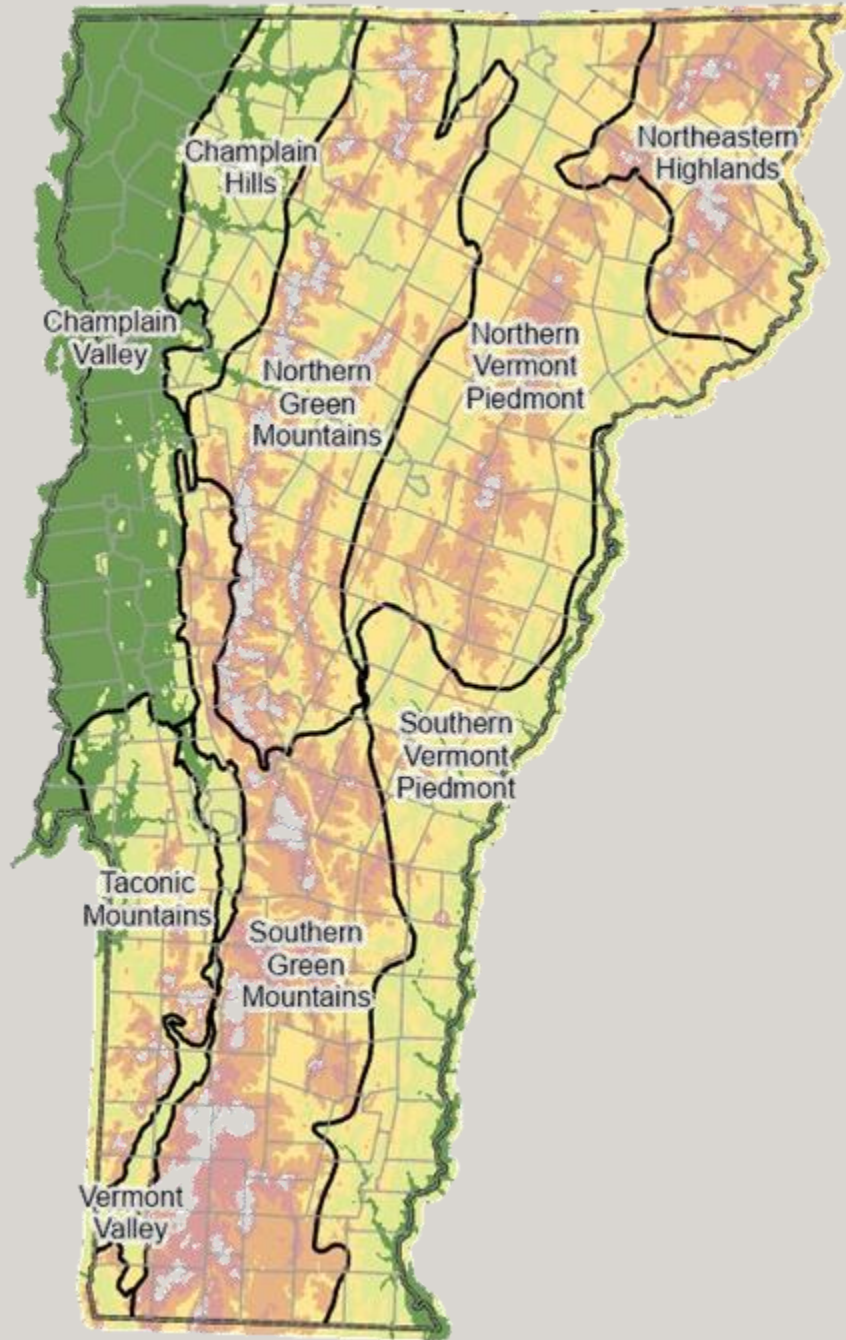 Northeastern
Highlands
Champlain
Hills
Champlain
Valley
Northern
Vermont
Piedmont
Northern
Green
Mountains
Southern
Vermont
Piedmont
Taconic
Mountains
Southern
Green
Mountains
Vermont
Valley